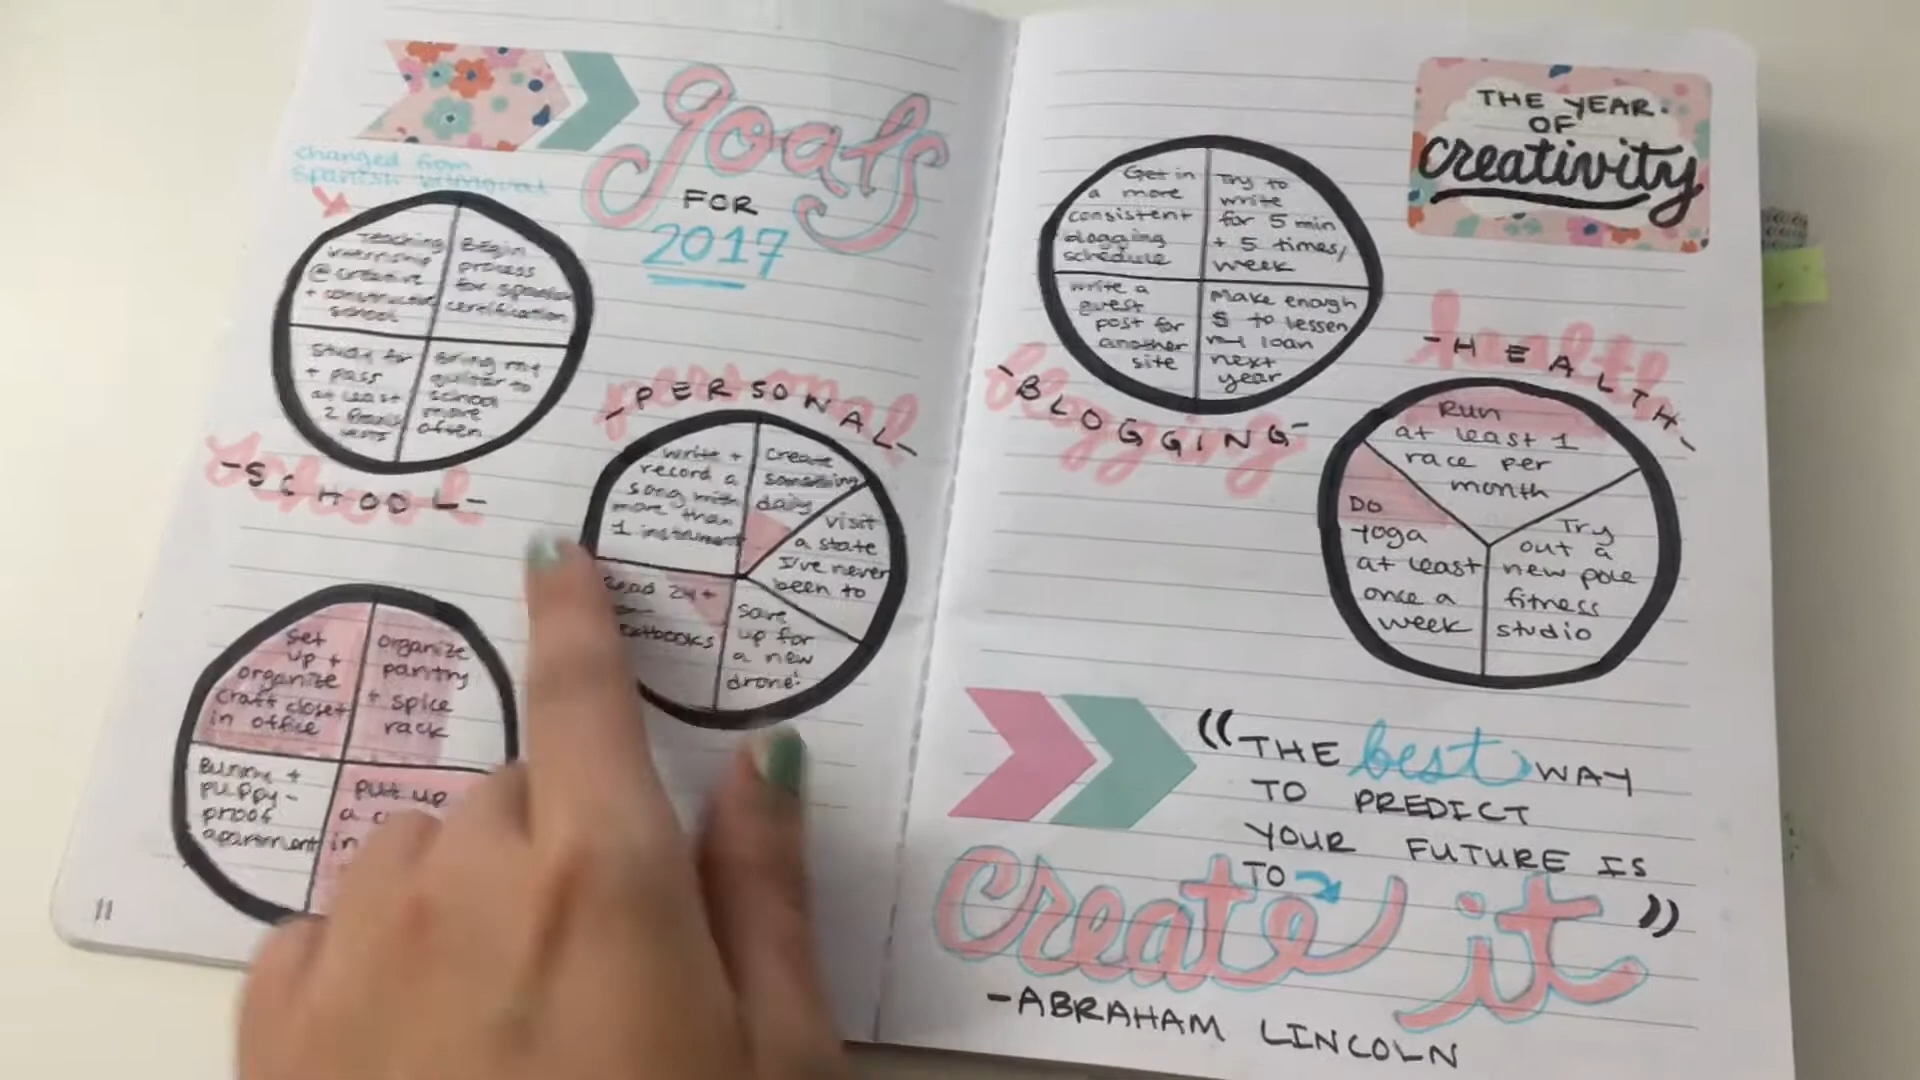 goals
FOR
2017
changed from
Spanish
Teaching
internship
@ creative
+ constructive
school
Begin
process
for spanish
certification
Study for
+ pass
at least
2
tests
Bring my
guitar to
school
more
often
-SCHOOL-
school
-PERSONAL-
personal
write +
record a
song with
more than
1 instrument
create
something
daily
visit
a state
I've never
been to
save
up for
a new
drone!
Read 24+
set
up +
organize
craft closet
in office
organize
pantry
+ spice
rack
Bunny +
puppy-
proof
apartment
put up
a
in
11
THE YEAR
OF
creativity
Get in
a more
consistent
blogging
schedule
Try to
write
for 5 min
+ 5 times/
week
write a
guest
post for
another
site
Make enough
$ to lessen
my loan
next
year
-BLOGGING-
blogging
-HEALTH-
health
Run
at least 1
race per
month
Do
yoga
at least
once a
week
Try
out a
new pole
fitness
studio
"THE best WAY
TO PREDICT
YOUR FUTURE IS
TO
create it"
-ABRAHAM LINCOLN